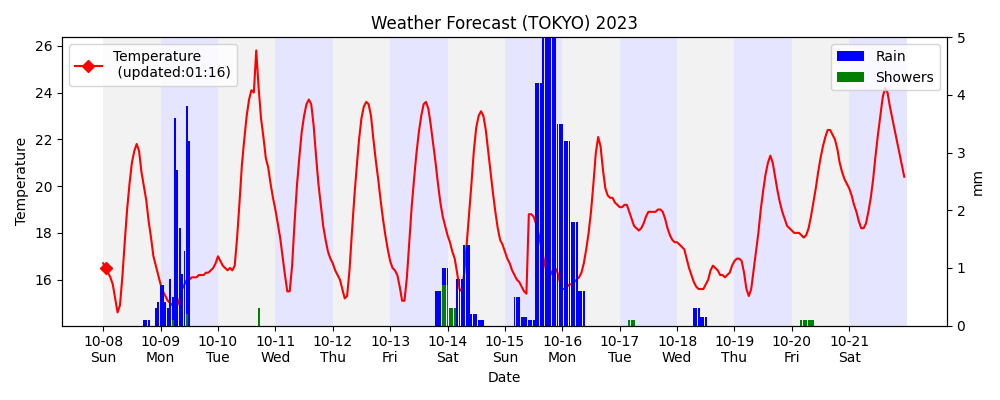 Weather Forecast (TOKYO) 2023
Temperature
(updated:01:16)
Rain
Showers
26
24
22
20
18
16
Temperature
5
4
3
2
1
0
mm
10-08 10-09 10-10 10-11 10-12 10-13 10-14 10-15 10-16 10-17 10-18 10-19 10-20 10-21
Sun Mon Tue Wed Thu Fri Sat Sun Mon Tue Wed Thu Fri Sat
Date